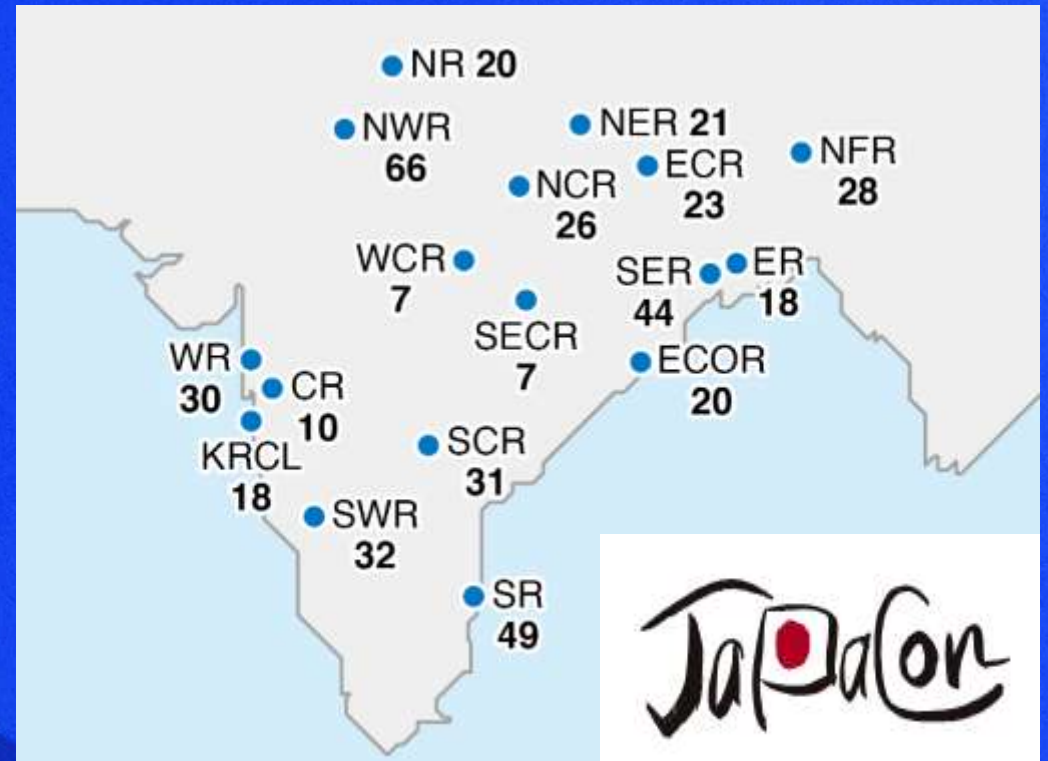 NR 20
NWR
66
NER 21
ECR
23
NFR
28
NCR
26
WCR
7
SER
44
ER
18
SECR
7
WR
30
CR
10
ECOR
20
KRCL
18
SCR
31
SWR
32
SR
49
JaPaCon